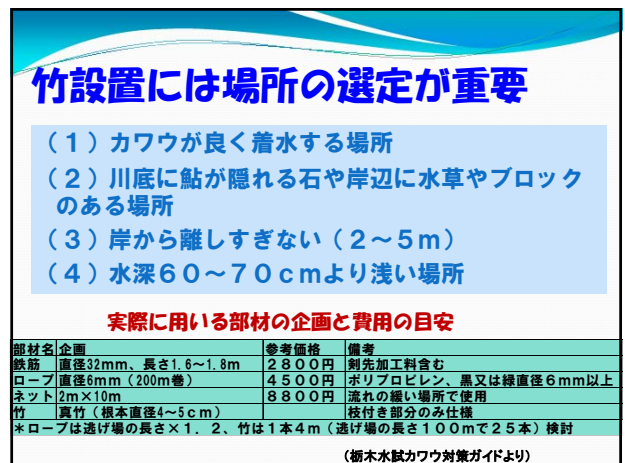 竹設置には場所の選定が重要
（１）カワウが良く着水する場所
（２）川底に鮎が隠れる石や岸辺に水草やブロック
のある場所
（３）岸から離しすぎない（２～５ｍ）
（４）水深６０～７０ｃｍより浅い場所
実際に用いる部材の企画と費用の目安
部材名 企画 参考価格 備考
鉄筋 直径32mm、長さ1.6～1.8m ２８００円 剣先加工料含む
ロープ 直径6mm（200m巻） ４５００円 ポリプロピレン、黒又は緑直径６mm以上
ネット 2m×10m ８８００円 流れの緩い場所で使用
竹 真竹（根本直径4～5ｃｍ） 枝付き部分のみ仕様
＊ロープは逃げ場の長さ×１．２、竹は１本４ｍ（逃げ場の長さ１００ｍで２５本）検討
（栃木水試カワウ対策ガイドより）